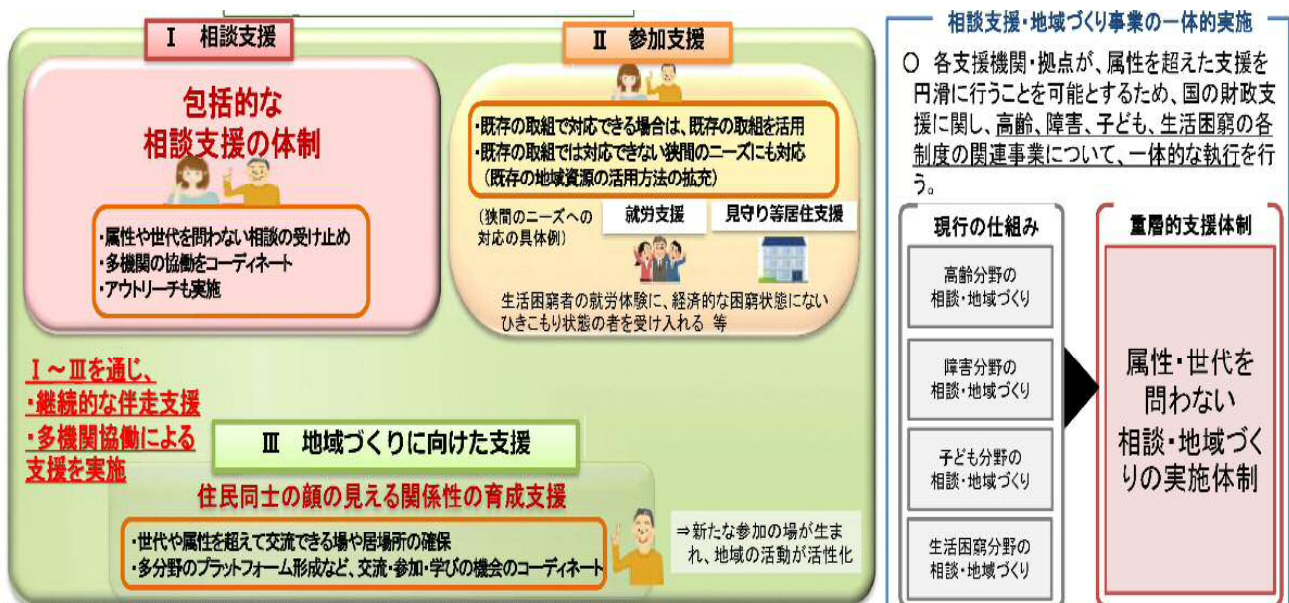 Ⅰ 相談支援
包括的な
相談支援の体制
・属性や世代を問わない相談の受け止め
・多機関の協働をコーディネート
・アウトリーチも実施
Ⅱ 参加支援
・既存の取組で対応できる場合は、既存の取組を活用
・既存の取組では対応できない狭間のニーズにも対応
（既存の地域資源の活用方法の拡充）
（狭間のニーズへの
対応の具体例）
就労支援
見守り等居住支援
生活困窮者の就労体験に、経済的な困窮状態にない
ひきこもり状態の者を受け入れる 等
Ⅰ～Ⅲを通じ、
・継続的な伴走支援
・多機関協働による
支援を実施
Ⅲ 地域づくりに向けた支援
住民同士の顔の見える関係性の育成支援
・世代や属性を超えて交流できる場や居場所の確保
・多分野のプラットフォーム形成など、交流・参加・学びの機会のコーディネート
⇒新たな参加の場が生ま
れ、地域の活動が活性化
相談支援・地域づくり事業の一体的実施
○ 各支援機関・拠点が、属性を超えた支援を
円滑に行うことを可能とするため、国の財政支
援に関し、高齢、障害、子ども、生活困窮の各
制度の関連事業について、一体的な執行を行
う。
現行の仕組み
高齢分野の
相談・地域づくり
障害分野の
相談・地域づくり
子ども分野の
相談・地域づくり
生活困窮分野の
相談・地域づくり
重層的支援体制
属性・世代を
問わない
相談・地域づく
りの実施体制